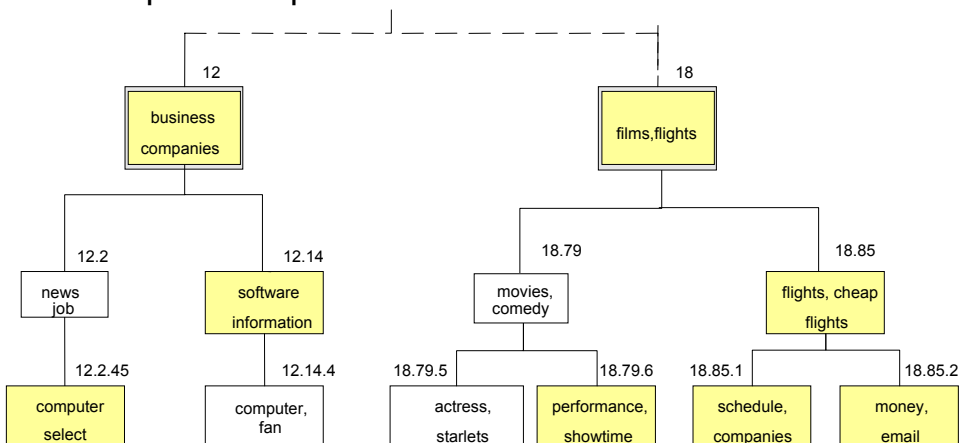 12
18
business
companies
films,flights
12.2
12.14
18.79
18.85
news
job
software
information
movies,
comedy
flights, cheap
flights
12.2.45
12.14.4
18.79.5
18.79.6
18.85.1
18.85.2
computer
select
computer,
fan
actress,
starlets
performance,
showtime
schedule,
companies
money,
email